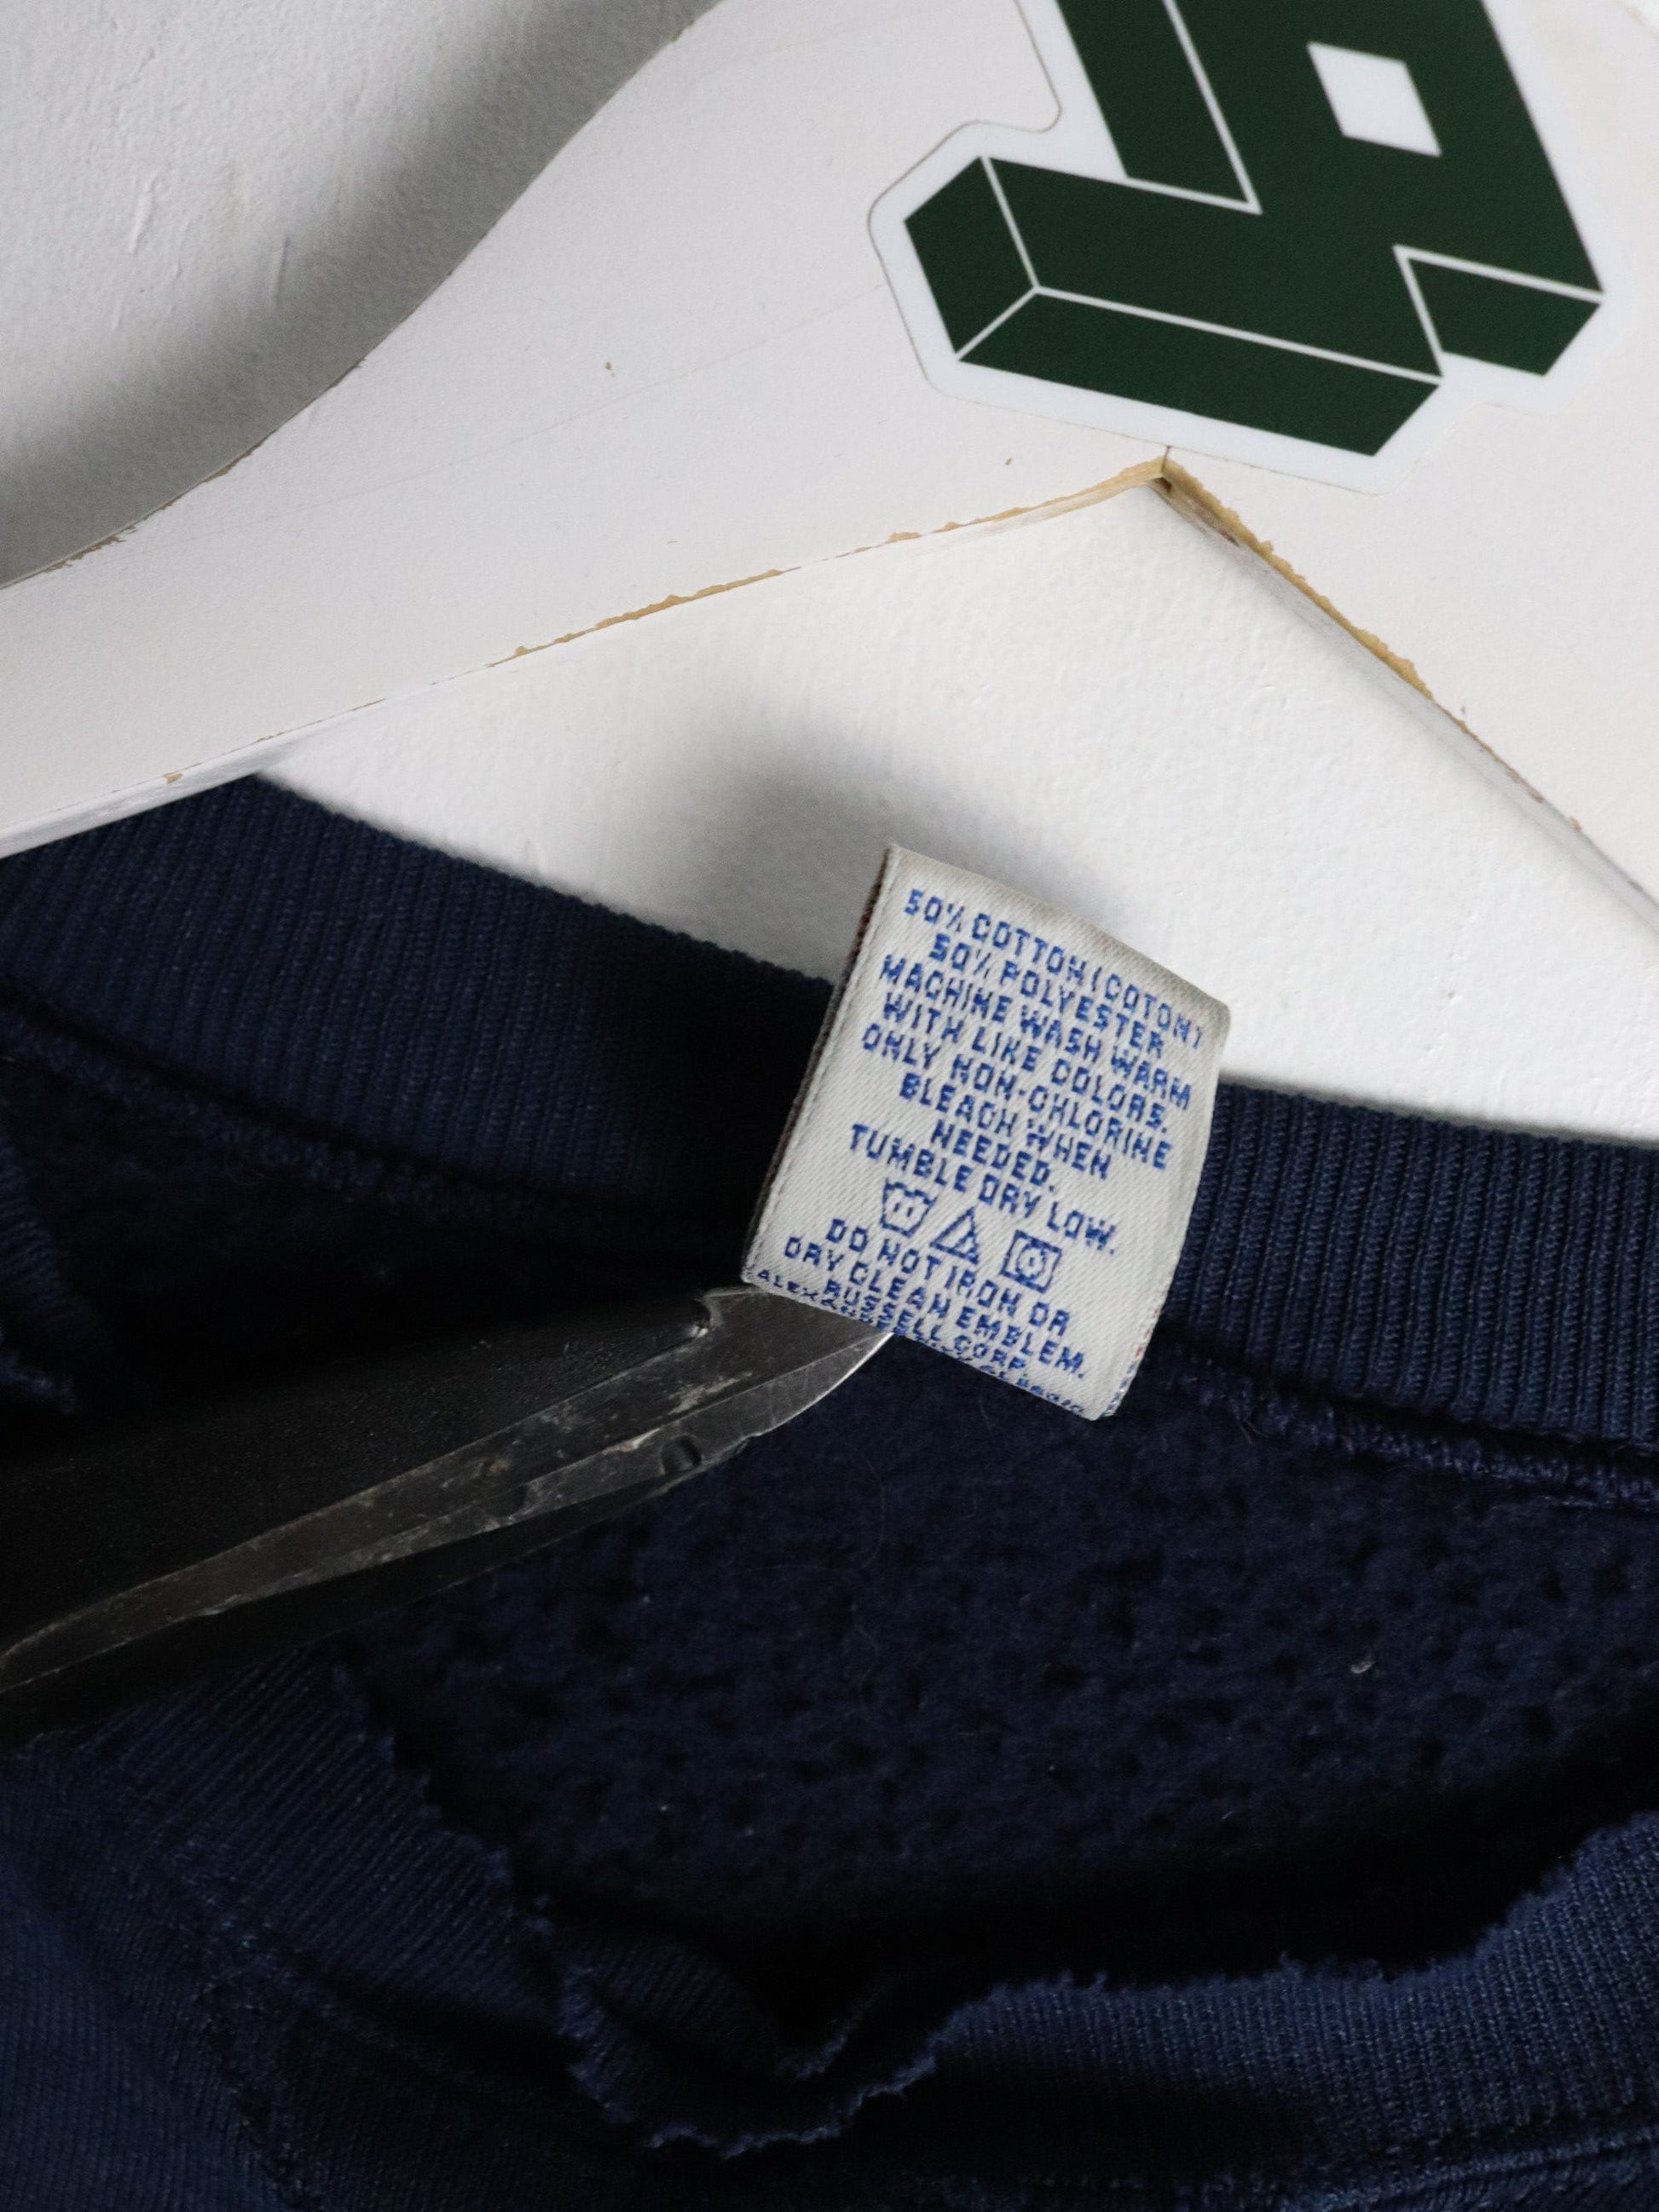 50% COTTON (COTON)
50% POLYESTER
MACHINE WASH WARM
WITH LIKE COLORS.
ONLY NON-CHLORINE
BLEACH WHEN
NEEDED.
TUMBLE DRY LOW.
DO NOT IRON OR
DRY CLEAN EMBLEM.
RUSSELL CORP.